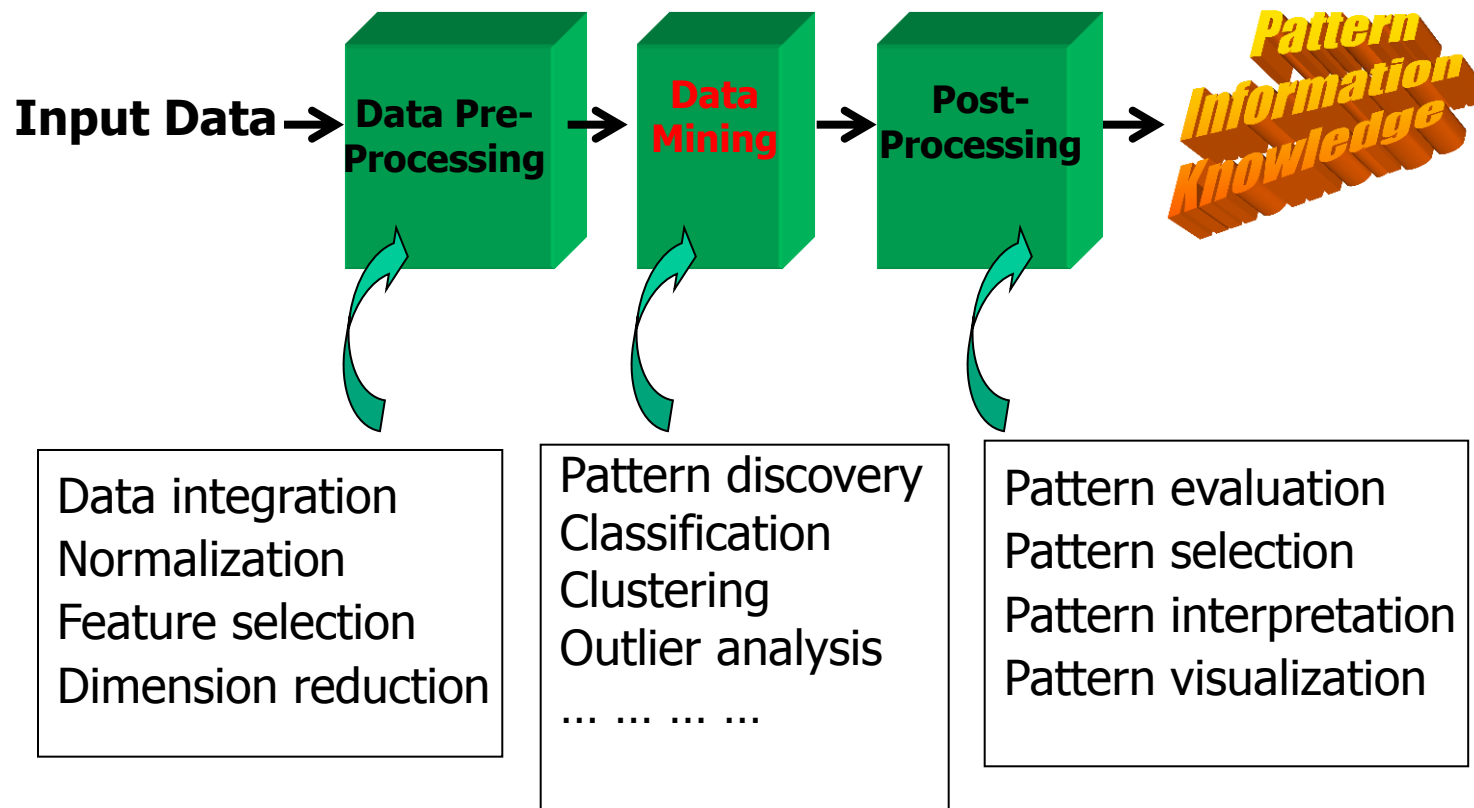 Input Data
Data Pre-
Processing
Data
Mining
Post-
Processing
Pattern
Information
Knowledge
Data integration
Normalization
Feature selection
Dimension reduction
Pattern discovery
Classification
Clustering
Outlier analysis
... ... ... ...
Pattern evaluation
Pattern selection
Pattern interpretation
Pattern visualization